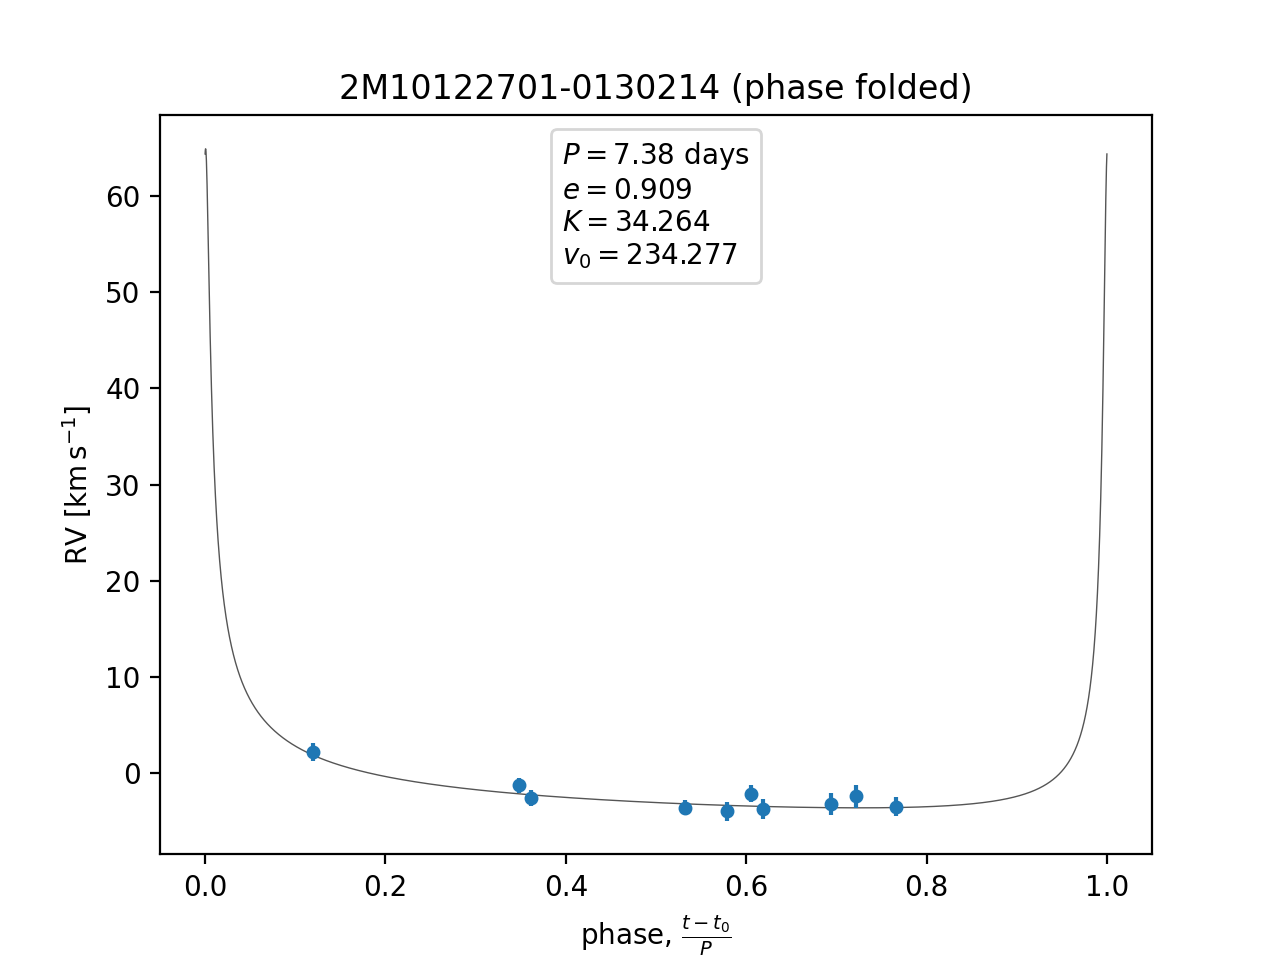 2M10122701-0130214 (phase folded)
P = 7.38 days
e = 0.909
K = 34.264
v₀ = 234.277
60
50
40
30
20
10
0
RV [km s⁻¹]
0.0 0.2 0.4 0.6 0.8 1.0
phase, (t − t₀)/P